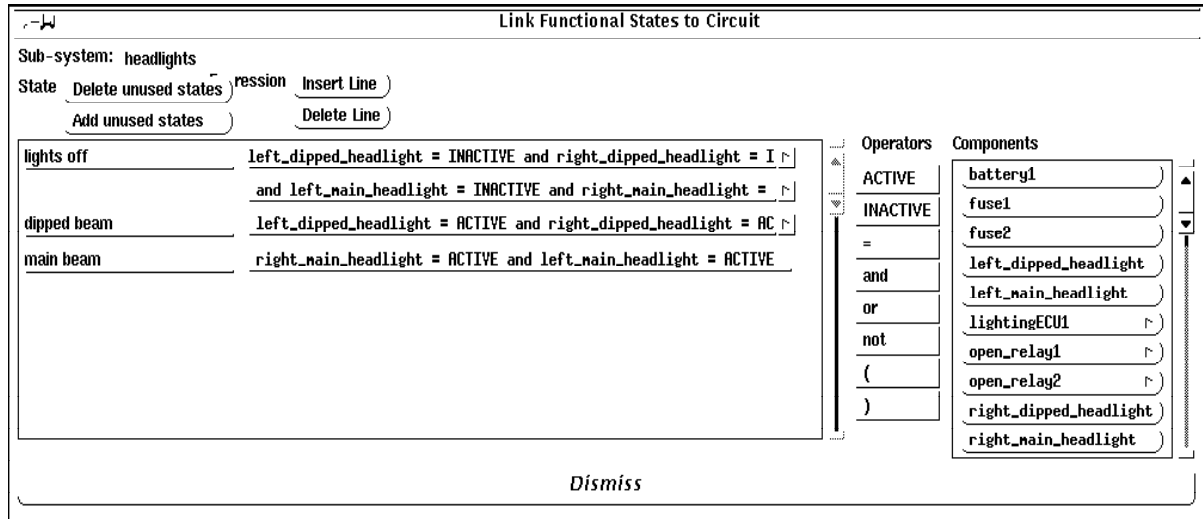 Link Functional States to Circuit
Sub-system: headlights
State Delete unused states ression Insert Line
Add unused states Delete Line
Operators Components
lights off left_dipped_headlight = INACTIVE and right_dipped_headlight = I
and left_main_headlight = INACTIVE and right_main_headlight =
dipped beam left_dipped_headlight = ACTIVE and right_dipped_headlight = AC
main beam right_main_headlight = ACTIVE and left_main_headlight = ACTIVE
ACTIVE
INACTIVE
=
and
or
not
(
)
battery1
fuse1
fuse2
left_dipped_headlight
left_main_headlight
lightingECU1
open_relay1
open_relay2
right_dipped_headlight
right_main_headlight
Dismiss